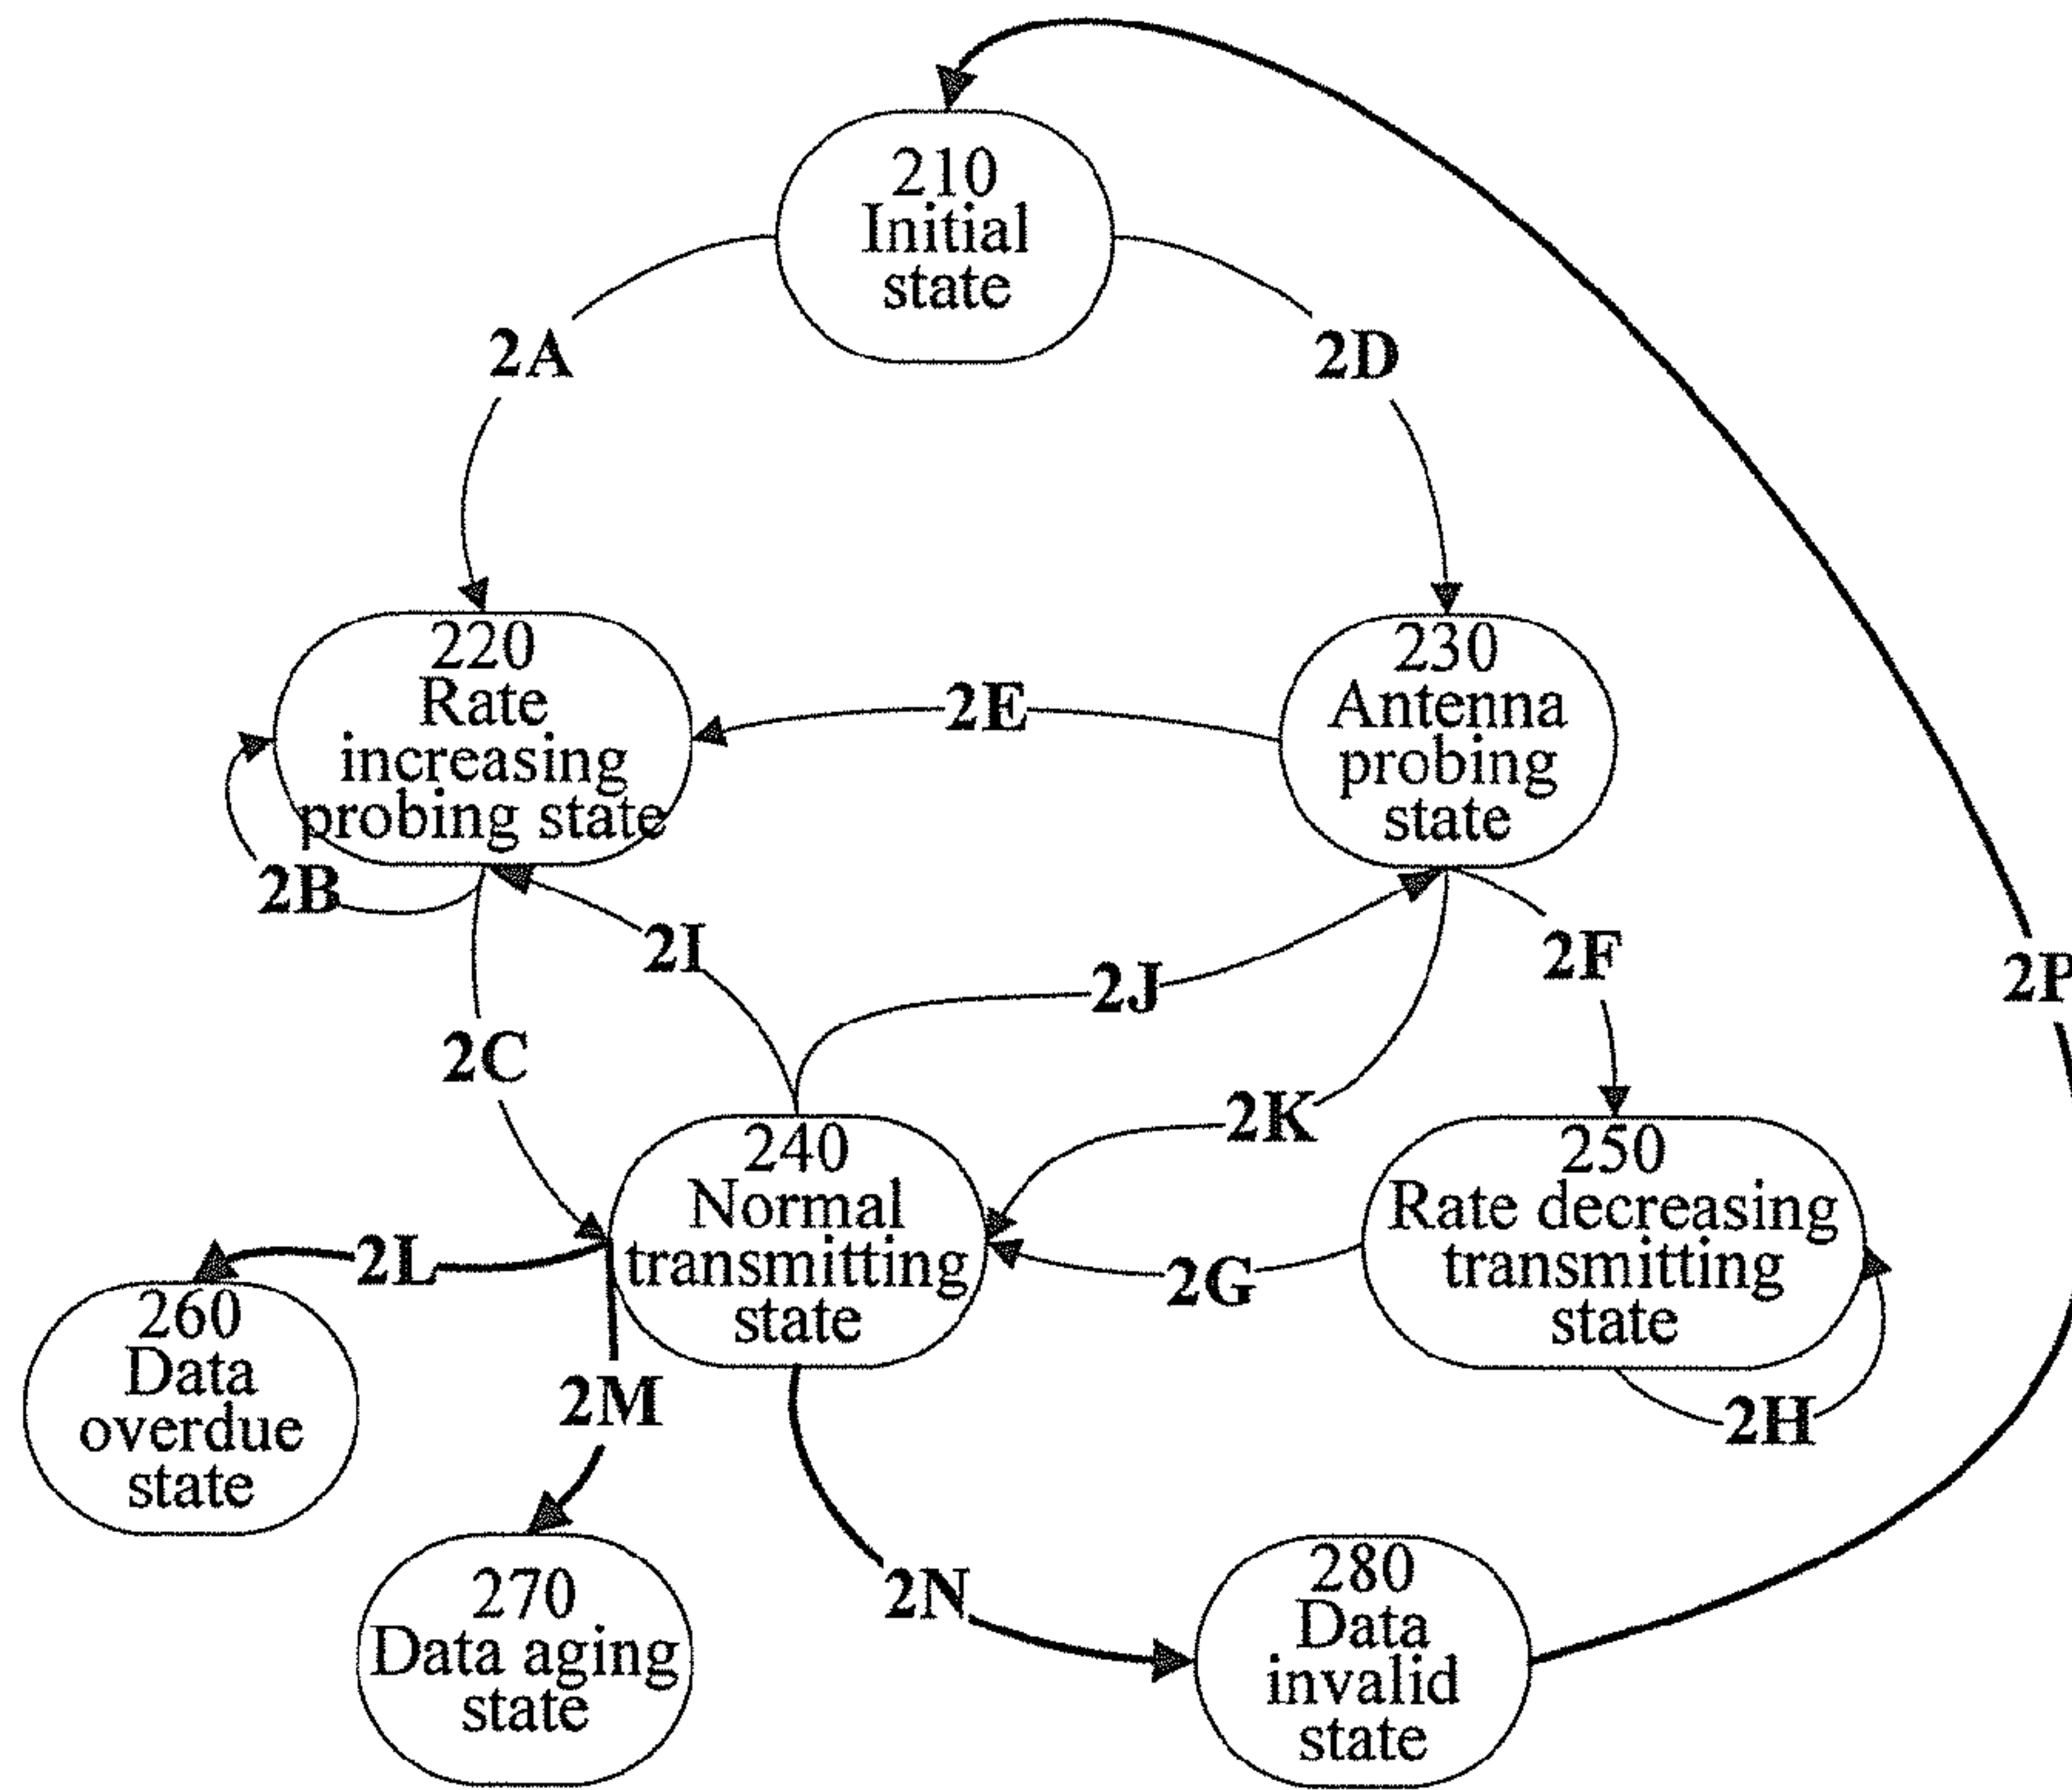 210
Initial
state
2A
2D
220
Rate
increasing
probing state
230
Antenna
probing
state
2E
2B
2I
2J
2F
2P
2C
2K
240
Normal
transmitting
state
250
Rate decreasing
transmitting
state
2L
2G
260
Data
overdue
state
2M
2H
270
Data aging
state
2N
280
Data
invalid
state